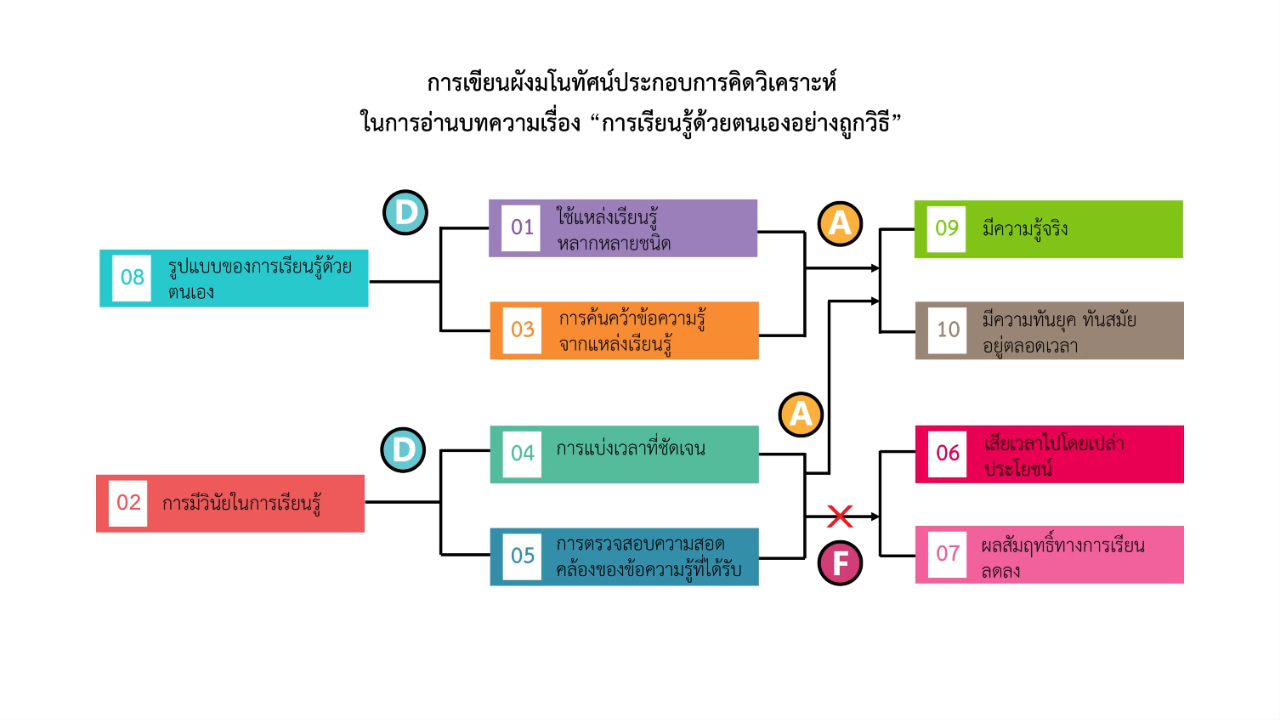 การเขียนผังมโนทัศน์ประกอบการคิดวิเคราะห์
ในการอ่านบทความเรื่อง “การเรียนรู้ด้วยตนเองอย่างถูกวิธี”
D
01
ใช้แหล่งเรียนรู้
หลากหลายชนิด
A
09
มีความรู้จริง
08
รูปแบบของการเรียนรู้ด้วย
ตนเอง
03
การค้นคว้าข้อความรู้
จากแหล่งเรียนรู้
10
มีความทันยุค ทันสมัย
อยู่ตลอดเวลา
A
D
04
การแบ่งเวลาที่ชัดเจน
06
เสียเวลาไปโดยเปล่า
ประโยชน์
02
การมีวินัยในการเรียนรู้
05
การตรวจสอบความสอด
คล้องของข้อความรู้ที่ได้รับ
F
07
ผลสัมฤทธิ์ทางการเรียน
ลดลง